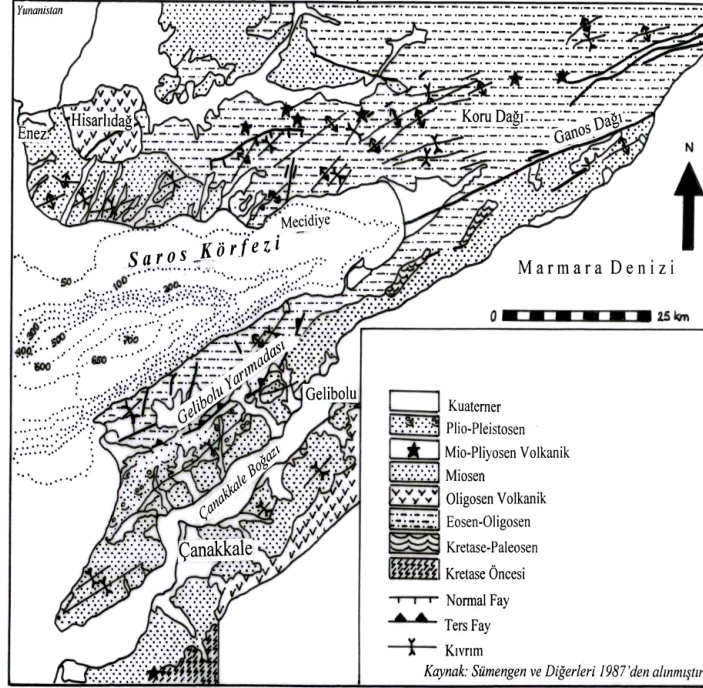 Yunanistan
Hisarlıdağ
Enez
Koru Dağı
Ganos Dağı
N
Mecidiye
Saros Körfezi
Marmara Denizi
50
100
200
300
400
500
600
650
700
0 25 km
Gelibolu Yarımadası
Gelibolu
Çanakkale Boğazı
Çanakkale
Kuaterner
Plio-Pleistosen
Mio-Pliyosen Volkanik
Miosen
Oligosen Volkanik
Eosen-Oligosen
Kretase-Paleosen
Kretase Öncesi
Normal Fay
Ters Fay
Kıvrım
Kaynak: Sümengen ve Diğerleri 1987'den alınmıştır